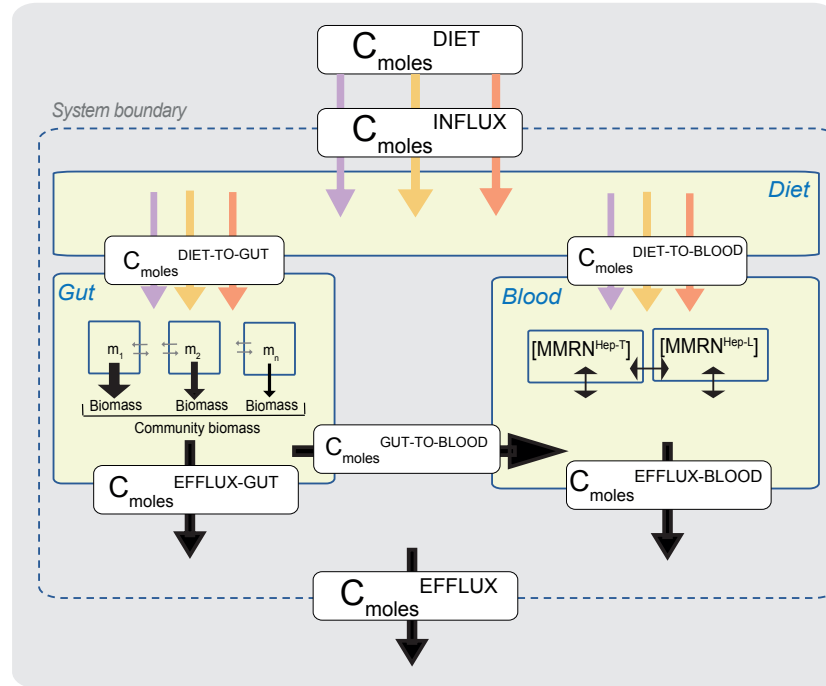 C moles DIET
System boundary
C moles INFLUX
Diet
C moles DIET-TO-GUT
C moles DIET-TO-BLOOD
Gut
Blood
m1 m2 mn
[MMRN Hep-T] [MMRN Hep-L]
Biomass Biomass Biomass
Community biomass
C moles GUT-TO-BLOOD
C moles EFFLUX-GUT
C moles EFFLUX-BLOOD
C moles EFFLUX